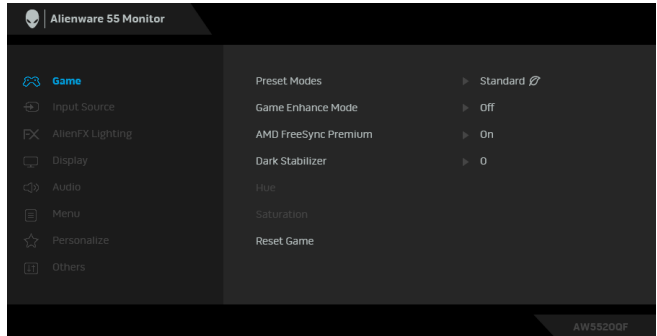 Alienware 55 Monitor
Game
Preset Modes
Standard
Input Source
Game Enhance Mode
Off
AlienFX Lighting
AMD FreeSync Premium
On
Display
Dark Stabilizer
0
Audio
Hue
Menu
Saturation
Personalize
Reset Game
Others
AW5520QF